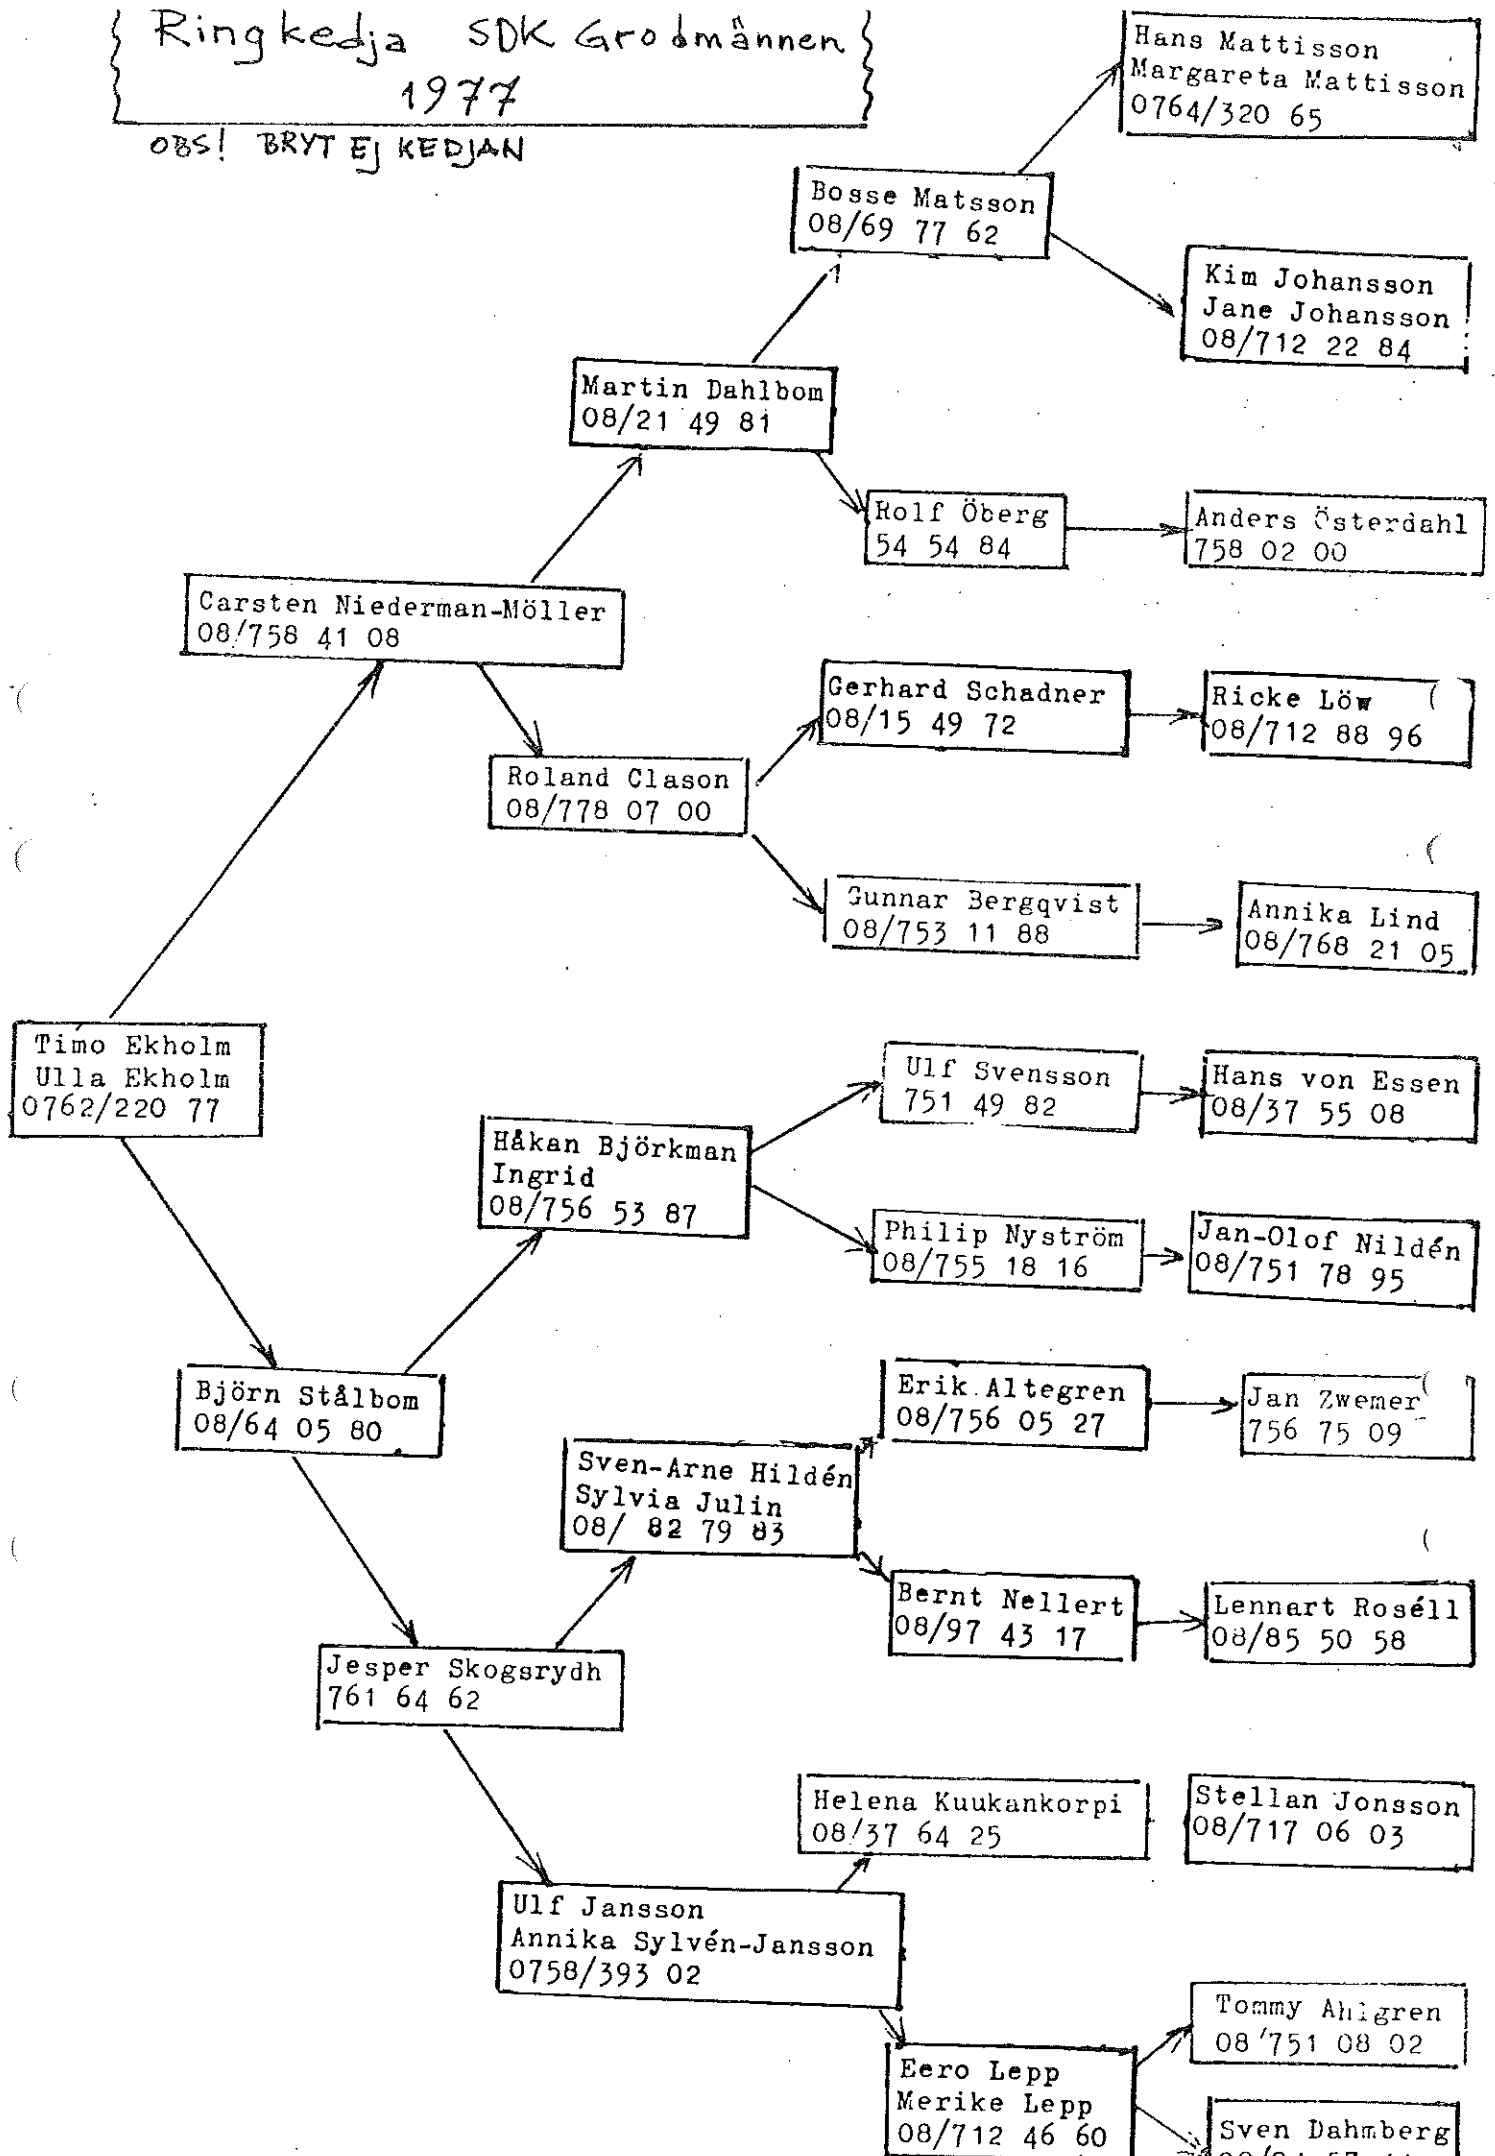 Ringkedja SDK Grodmännen
1977
OBS! BRYT EJ KEDJAN
Hans Mattisson
Margareta Mattisson
0764/320 65
Bosse Matsson
08/69 77 62
Kim Johansson
Jane Johansson
08/712 22 84
Martin Dahlbom
08/21 49 81
Rolf Öberg
54 54 84
Anders Österdahl
758 02 00
Carsten Niederman-Möller
08/758 41 08
Gerhard Schadner
08/15 49 72
Ricke Löw
08/712 88 96
Roland Clason
08/778 07 00
Gunnar Bergqvist
08/753 11 88
Annika Lind
08/768 21 05
Timo Ekholm
Ulla Ekholm
0762/220 77
Ulf Svensson
751 49 82
Hans von Essen
08/37 55 08
Håkan Björkman
Ingrid
08/756 53 87
Philip Nyström
08/755 18 16
Jan-Olof Nildén
08/751 78 95
Björn Stålbom
08/64 05 80
Erik Altegren
08/756 05 27
Jan Zwemer
756 75 09
Sven-Arne Hildén
Sylvia Julin
08/ 82 79 83
Bernt Nellert
08/97 43 17
Lennart Roséll
08/85 50 58
Jesper Skogsrydh
761 64 62
Helena Kuukankorpi
08/37 64 25
Stellan Jonsson
08/717 06 03
Ulf Jansson
Annika Sylvén-Jansson
0758/393 02
Tommy Ahlgren
08/751 08 02
Eero Lepp
Merike Lepp
08/712 46 60
Sven Dahmberg